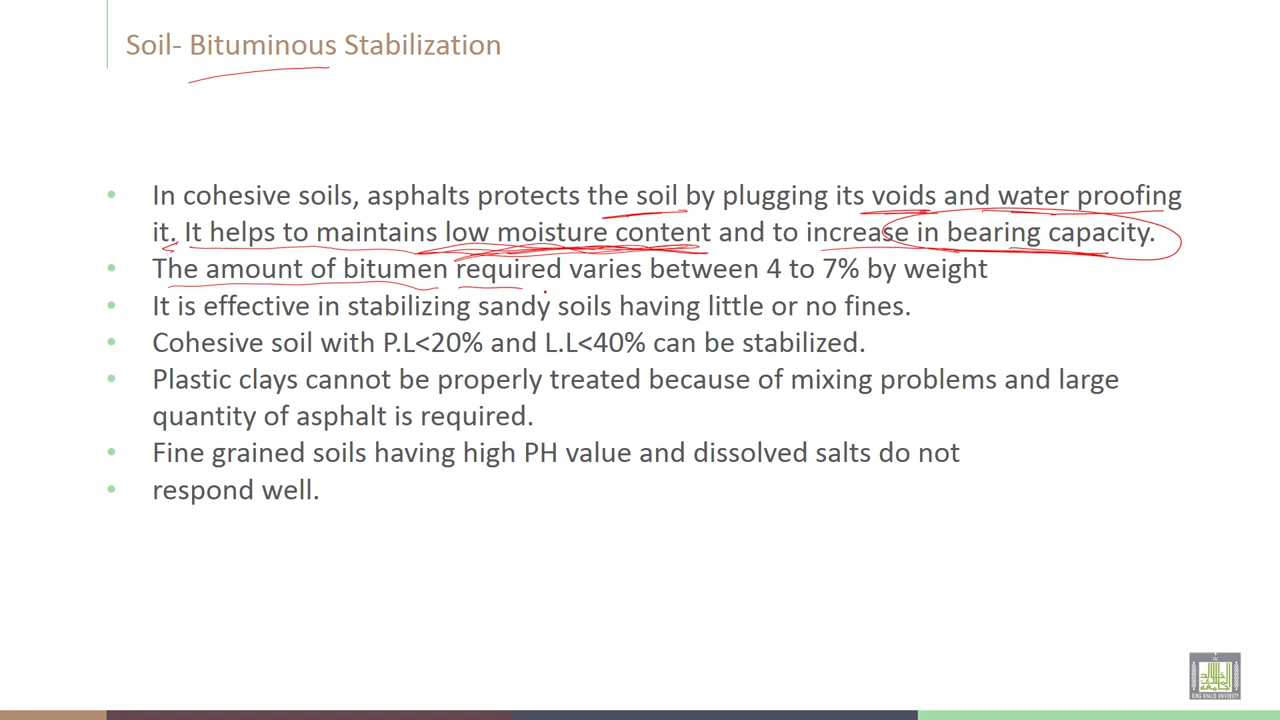 Soil- Bituminous Stabilization
• In cohesive soils, asphalts protects the soil by plugging its voids and water proofing
it. It helps to maintains low moisture content and to increase in bearing capacity.
• The amount of bitumen required varies between 4 to 7% by weight
• It is effective in stabilizing sandy soils having little or no fines.
• Cohesive soil with P.L<20% and L.L<40% can be stabilized.
• Plastic clays cannot be properly treated because of mixing problems and large
quantity of asphalt is required.
• Fine grained soils having high PH value and dissolved salts do not
• respond well.
KING KHALID UNIVERSITY